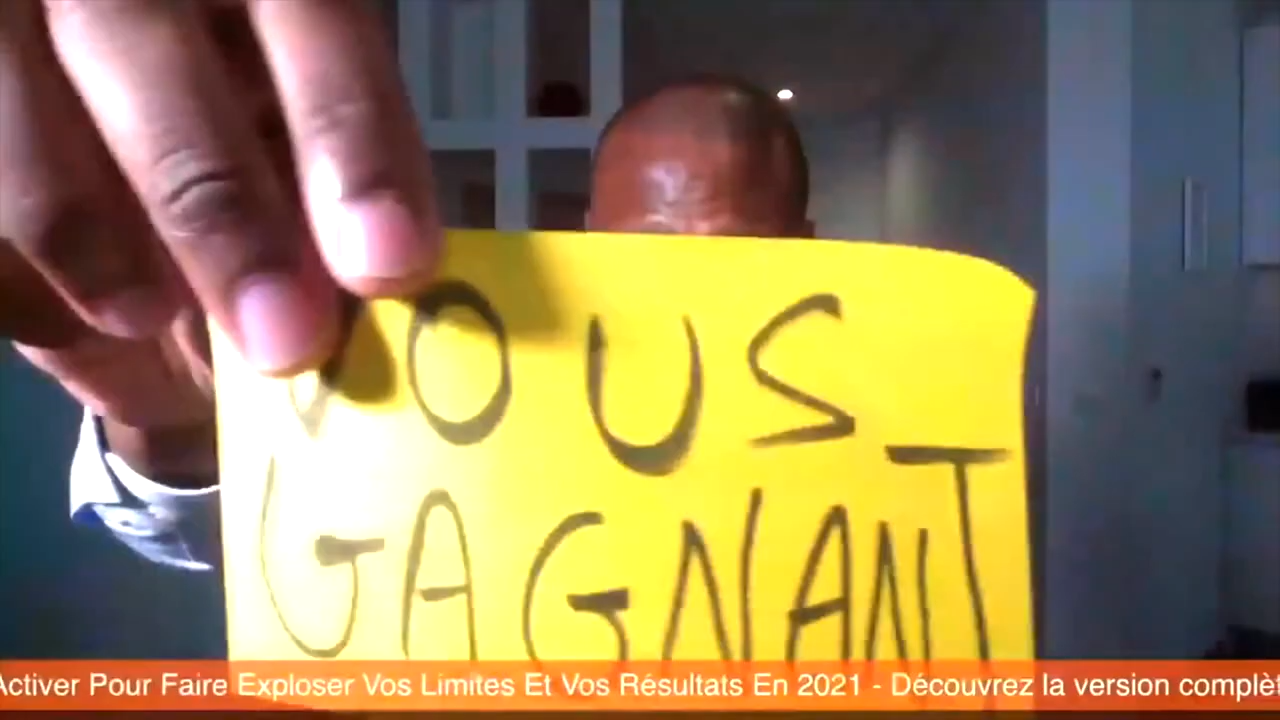 VOUS
GAGNANT
Activer Pour Faire Exploser Vos Limites Et Vos Résultats En 2021 - Découvrez la version complèt